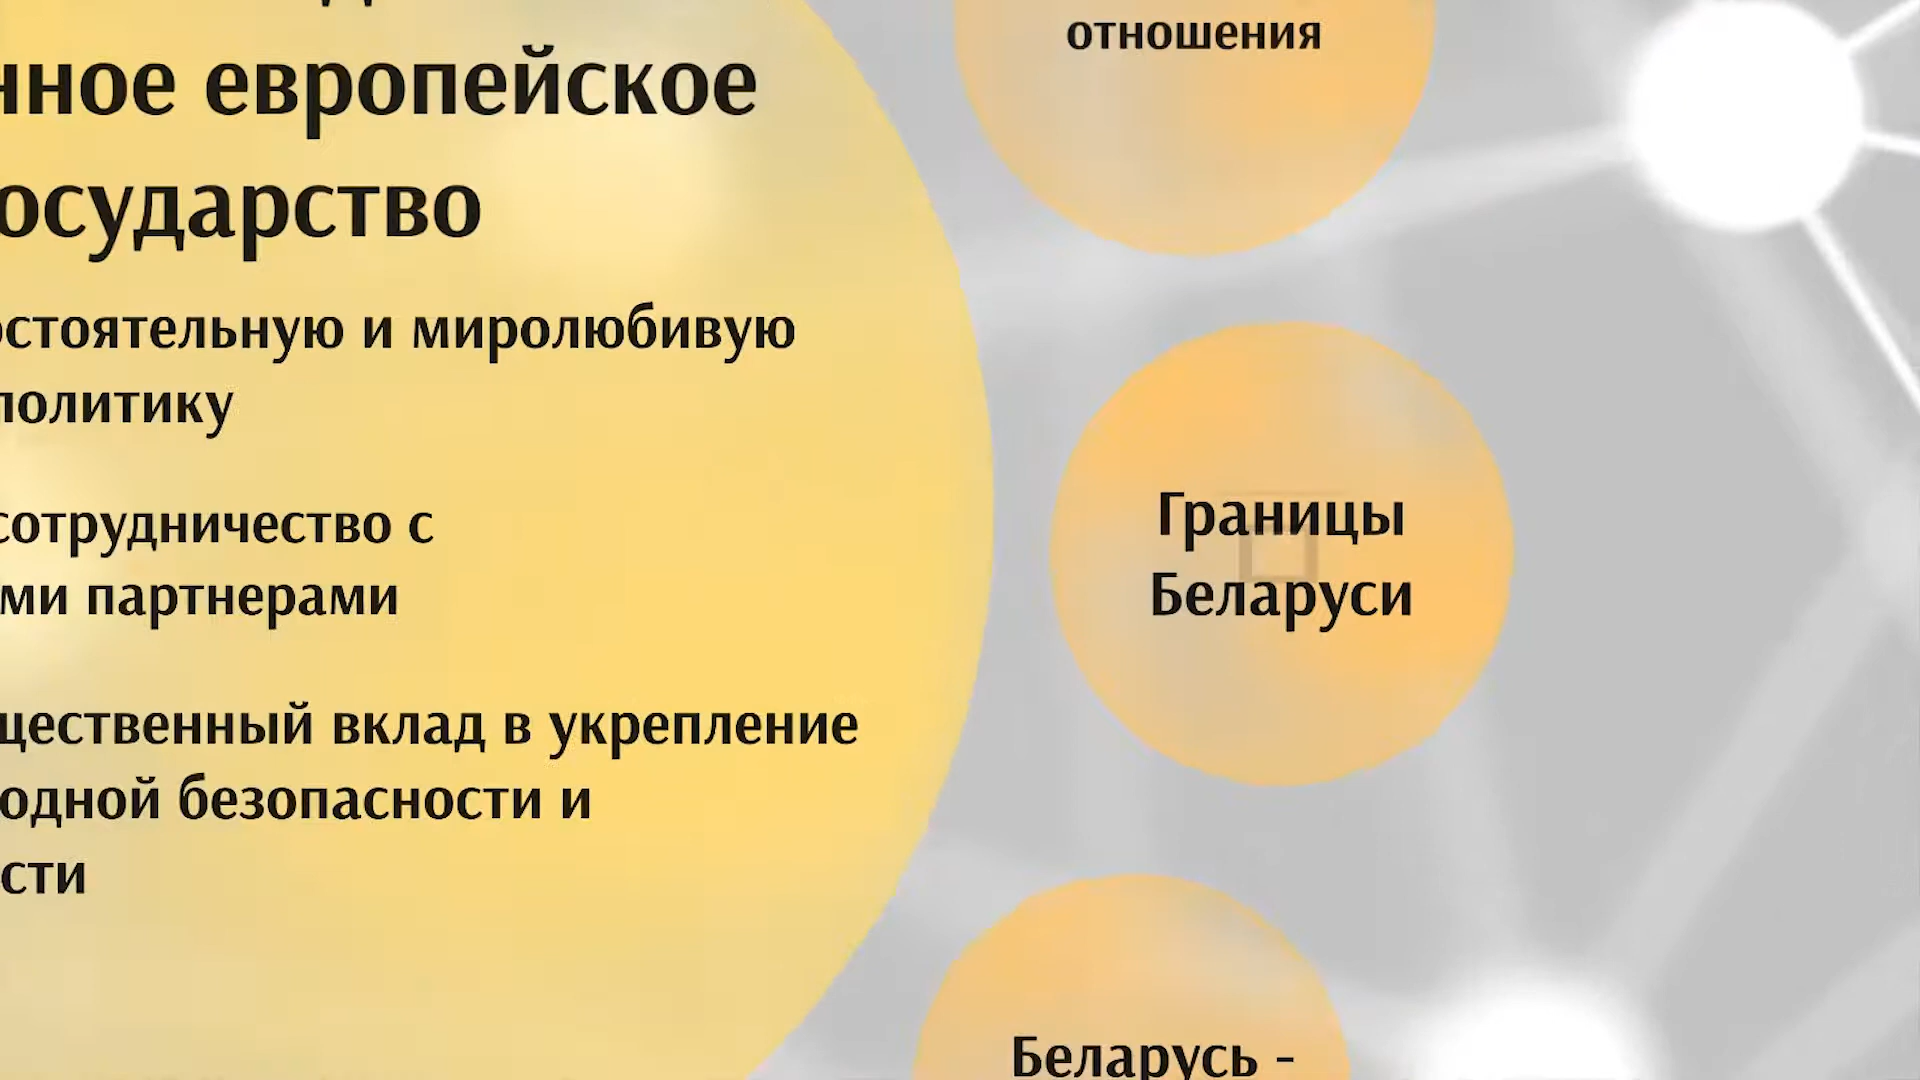 нное европейское
осударство
остоятельную и миролюбивую
политику
сотрудничество с
ми партнерами
щественный вклад в укрепление
одной безопасности и
сти
отношения
Границы
Беларуси
Беларусь -